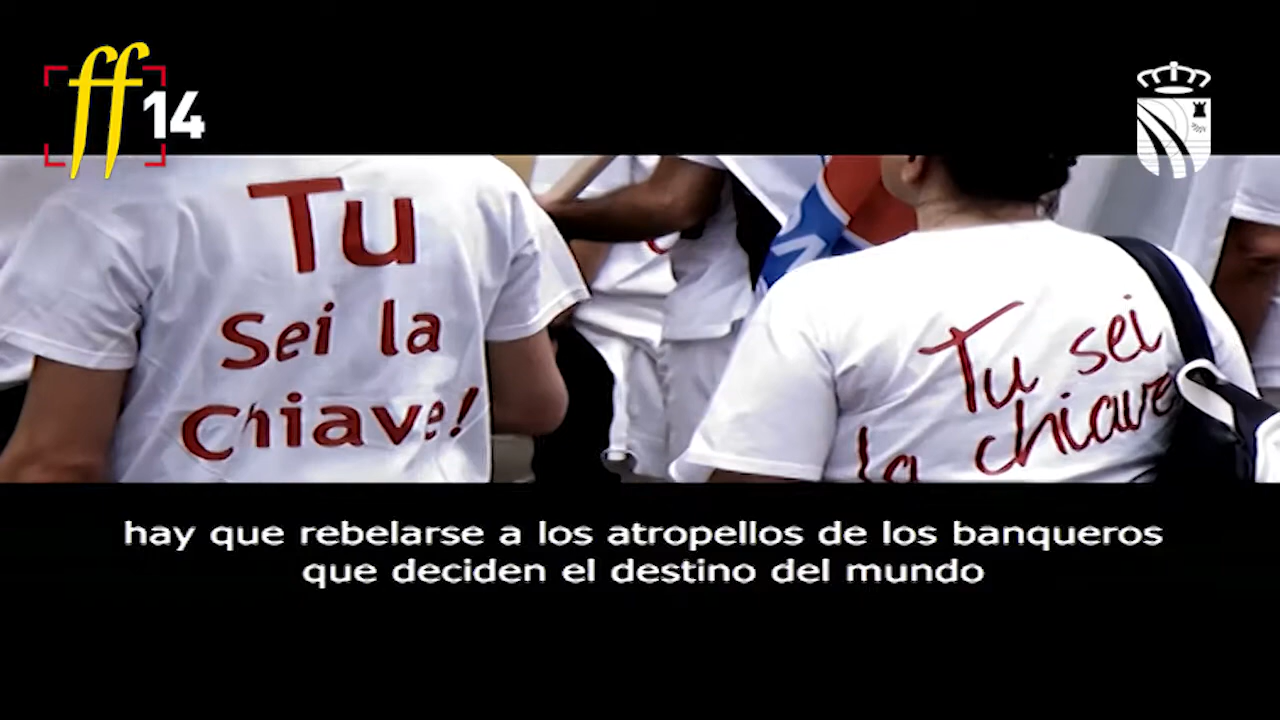 ff14
Tu
Sei la
Chiave!
Tu sei
la chiave
hay que rebelarse a los atropellos de los banqueros
que deciden el destino del mundo